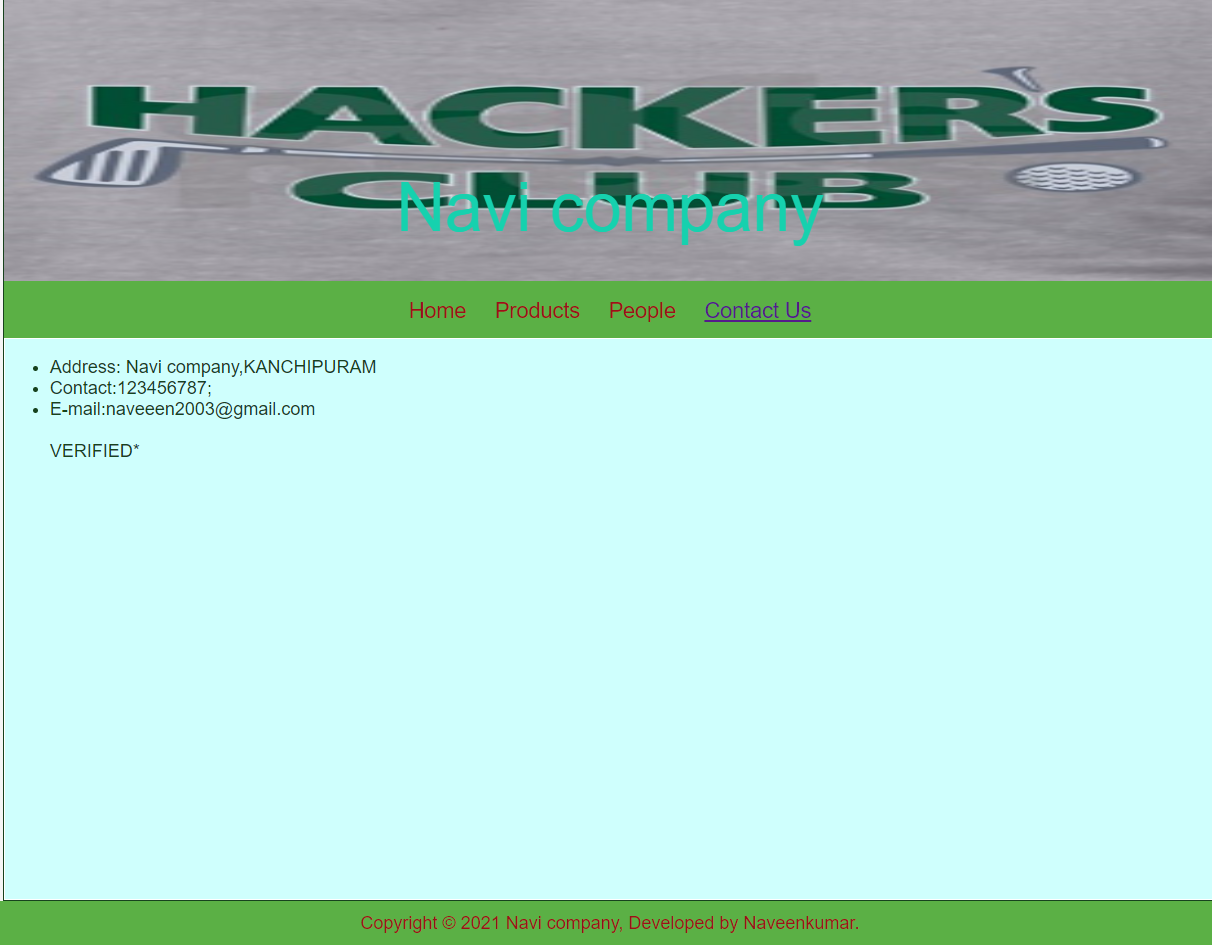 HACKER'S
CLUB
Navi company
Home Products People Contact Us
Address: Navi company,KANCHIPURAM
Contact:123456787;
E-mail:naveeen2003@gmail.com
VERIFIED*
Copyright © 2021 Navi company, Developed by Naveenkumar.